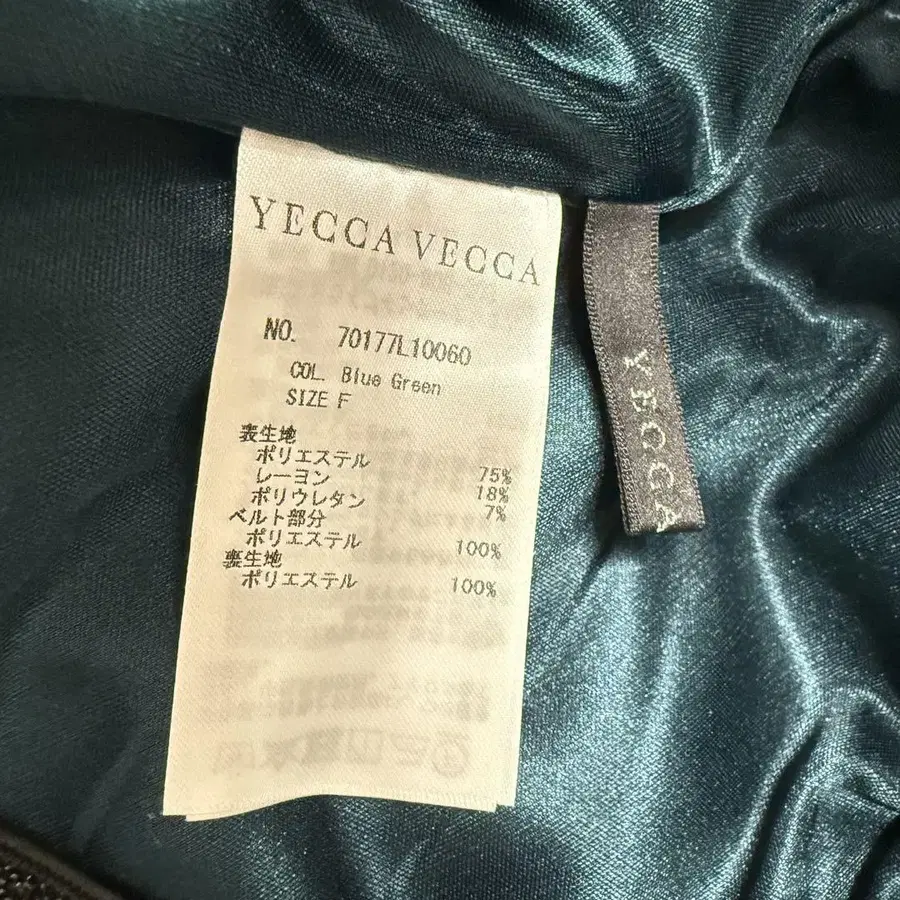 YECCA VECCA
NO. 70177L10060
COL. Blue Green
SIZE F
表生地
ポリエステル 75%
レーヨン 18%
ポリウレタン 7%
ベルト部分
ポリエステル 100%
裏生地
ポリエステル 100%
YECCA